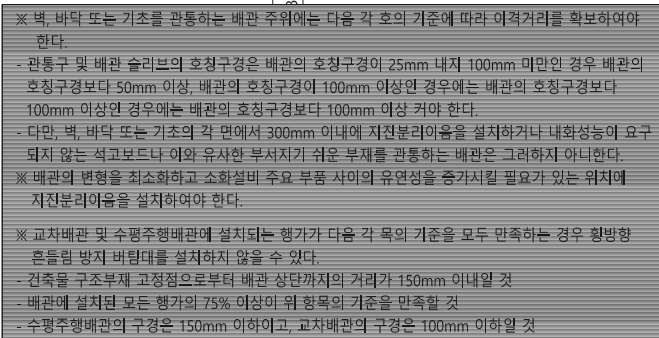 ※ 벽, 바닥 또는 기초를 관통하는 배관 주위에는 다음 각 호의 기준에 따라 이격거리를 확보하여야
한다.
- 관통구 및 배관 슬리브의 호칭구경은 배관의 호칭구경이 25mm 내지 100mm 미만인 경우 배관의
호칭구경보다 50mm 이상, 배관의 호칭구경이 100mm 이상인 경우에는 배관의 호칭구경보다
100mm 이상인 경우에는 배관의 호칭구경보다 100mm 이상 커야 한다.
- 다만, 벽, 바닥 또는 기초의 각 면에서 300mm 이내에 지진분리이음을 설치하거나 내화성능이 요구
되지 않는 석고보드나 이와 유사한 부서지기 쉬운 부재를 관통하는 배관은 그러하지 아니한다.
※ 배관의 변형을 최소화하고 소화설비 주요 부품 사이의 유연성을 증가시킬 필요가 있는 위치에
지진분리이음을 설치하여야 한다.
※ 교차배관 및 수평주행배관에 설치되는 행가가 다음 각 목의 기준을 모두 만족하는 경우 횡방향
흔들림 방지 버팀대를 설치하지 않을 수 있다.
- 건축물 구조부재 고정점으로부터 배관 상단까지의 거리가 150mm 이내일 것
- 배관에 설치된 모든 행가의 75% 이상이 위 항목의 기준을 만족할 것
- 수평주행배관의 구경은 150mm 이하이고, 교차배관의 구경은 100mm 이하일 것